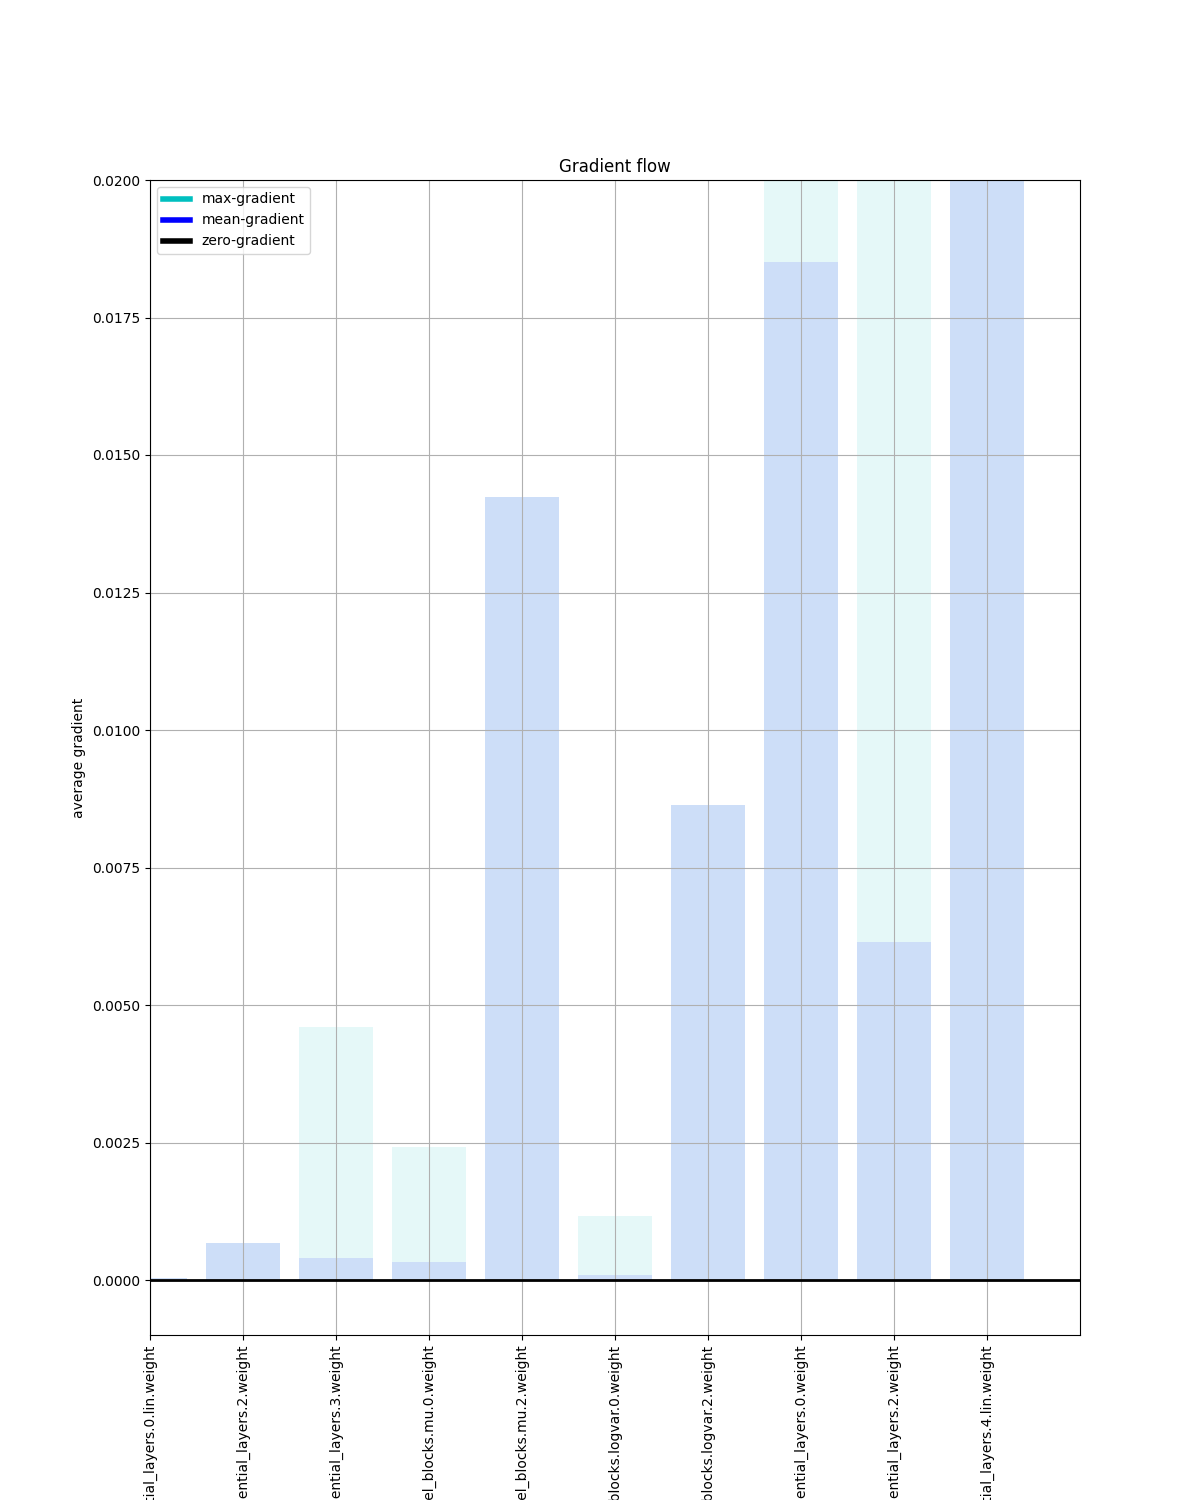 Gradient flow
max-gradient
mean-gradient
zero-gradient
average gradient
0.0200
0.0175
0.0150
0.0125
0.0100
0.0075
0.0050
0.0025
0.0000
tial_layers.0.lin.weight
ential_layers.2.weight
ential_layers.3.weight
el_blocks.mu.0.weight
el_blocks.mu.2.weight
blocks.logvar.0.weight
blocks.logvar.2.weight
ential_layers.0.weight
ential_layers.2.weight
tial_layers.4.lin.weight